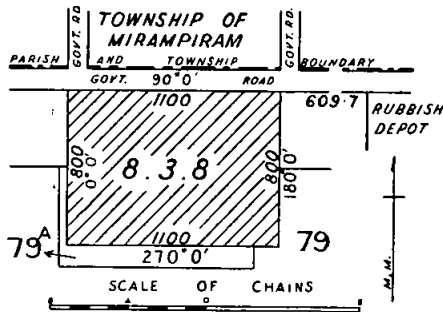 TOWNSHIP OF
MIRAMPIRAM
GOVT. RD.
GOVT. RD.
PARISH AND TOWNSHIP BOUNDARY
GOVT. 90°0' ROAD
1100
609·7
RUBBISH
DEPOT
800
0°0'
8.3.8
800
180°0'
1100
270°0'
79A
79
M.M.
SCALE OF CHAINS